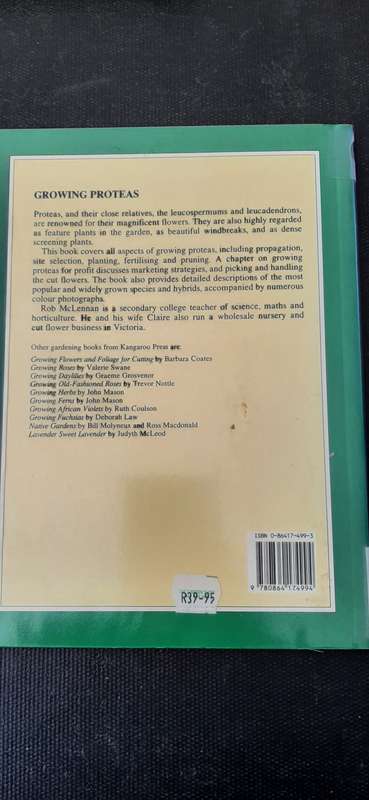 GROWING PROTEAS
Proteas, and their close relatives, the leucospermums and leucadendrons,
are renowned for their magnificent flowers. They are also highly regarded
as feature plants in the garden, as beautiful windbreaks, and as dense
screening plants.
This book covers all aspects of growing proteas, including propagation,
site selection, planting, fertilising and pruning. A chapter on growing
proteas for profit discusses marketing strategies, and picking and handling
the cut flowers. The book also provides detailed descriptions of the most
popular and widely grown species and hybrids, accompanied by numerous
colour photographs.
Rob McLennan is a secondary college teacher of science, maths and
horticulture. He and his wife Claire also run a wholesale nursery and
cut flower business in Victoria.
Other gardening books from Kangaroo Press are:
Growing Flowers and Foliage for Cutting by Barbara Coates
Growing Roses by Valerie Swane
Growing Daylilies by Graeme Grosvenor
Growing Old-Fashioned Roses by Trevor Nottle
Growing Herbs by John Mason
Growing Ferns by John Mason
Growing African Violets by Ruth Coulson
Growing Fuchsias by Deborah Law
Native Gardens by Bill Molyneux and Ross Macdonald
Lavender Sweet Lavender by Judyth McLeod
ISBN 0-86417-499-3
9 780864 174994
R39-95